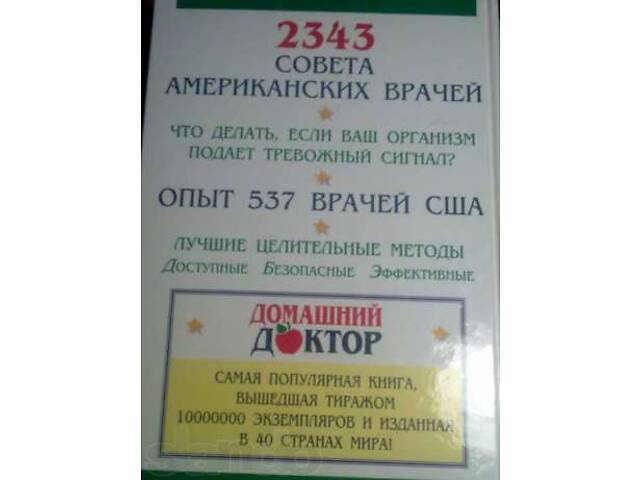 2343
СОВЕТА
АМЕРИКАНСКИХ ВРАЧЕЙ
ЧТО ДЕЛАТЬ, ЕСЛИ ВАШ ОРГАНИЗМ
ПОДАЕТ ТРЕВОЖНЫЙ СИГНАЛ?
ОПЫТ 537 ВРАЧЕЙ США
ЛУЧШИЕ ЦЕЛИТЕЛЬНЫЕ МЕТОДЫ
ДОСТУПНЫЕ БЕЗОПАСНЫЕ ЭФФЕКТИВНЫЕ
ДОМАШНИЙ
ДОКТОР
САМАЯ ПОПУЛЯРНАЯ КНИГА,
ВЫШЕДШАЯ ТИРАЖОМ
10000000 ЭКЗЕМПЛЯРОВ И ИЗДАННАЯ
В 40 СТРАНАХ МИРА!